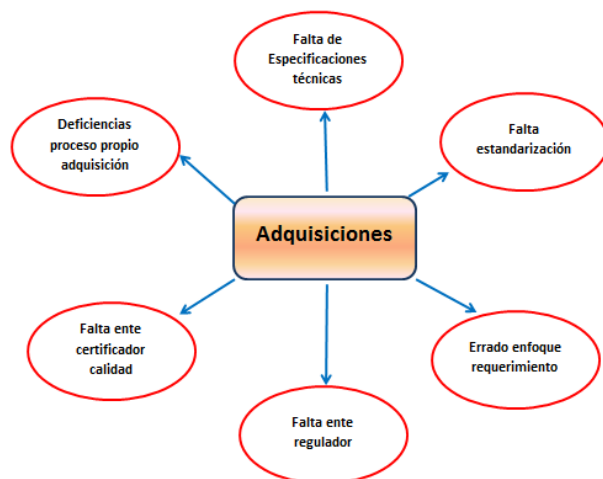 Falta de
Especificaciones
técnicas
Deficiencias
proceso propio
adquisición
Falta
estandarización
Adquisiciones
Falta ente
certificador
calidad
Errado enfoque
requerimiento
Falta ente
regulador